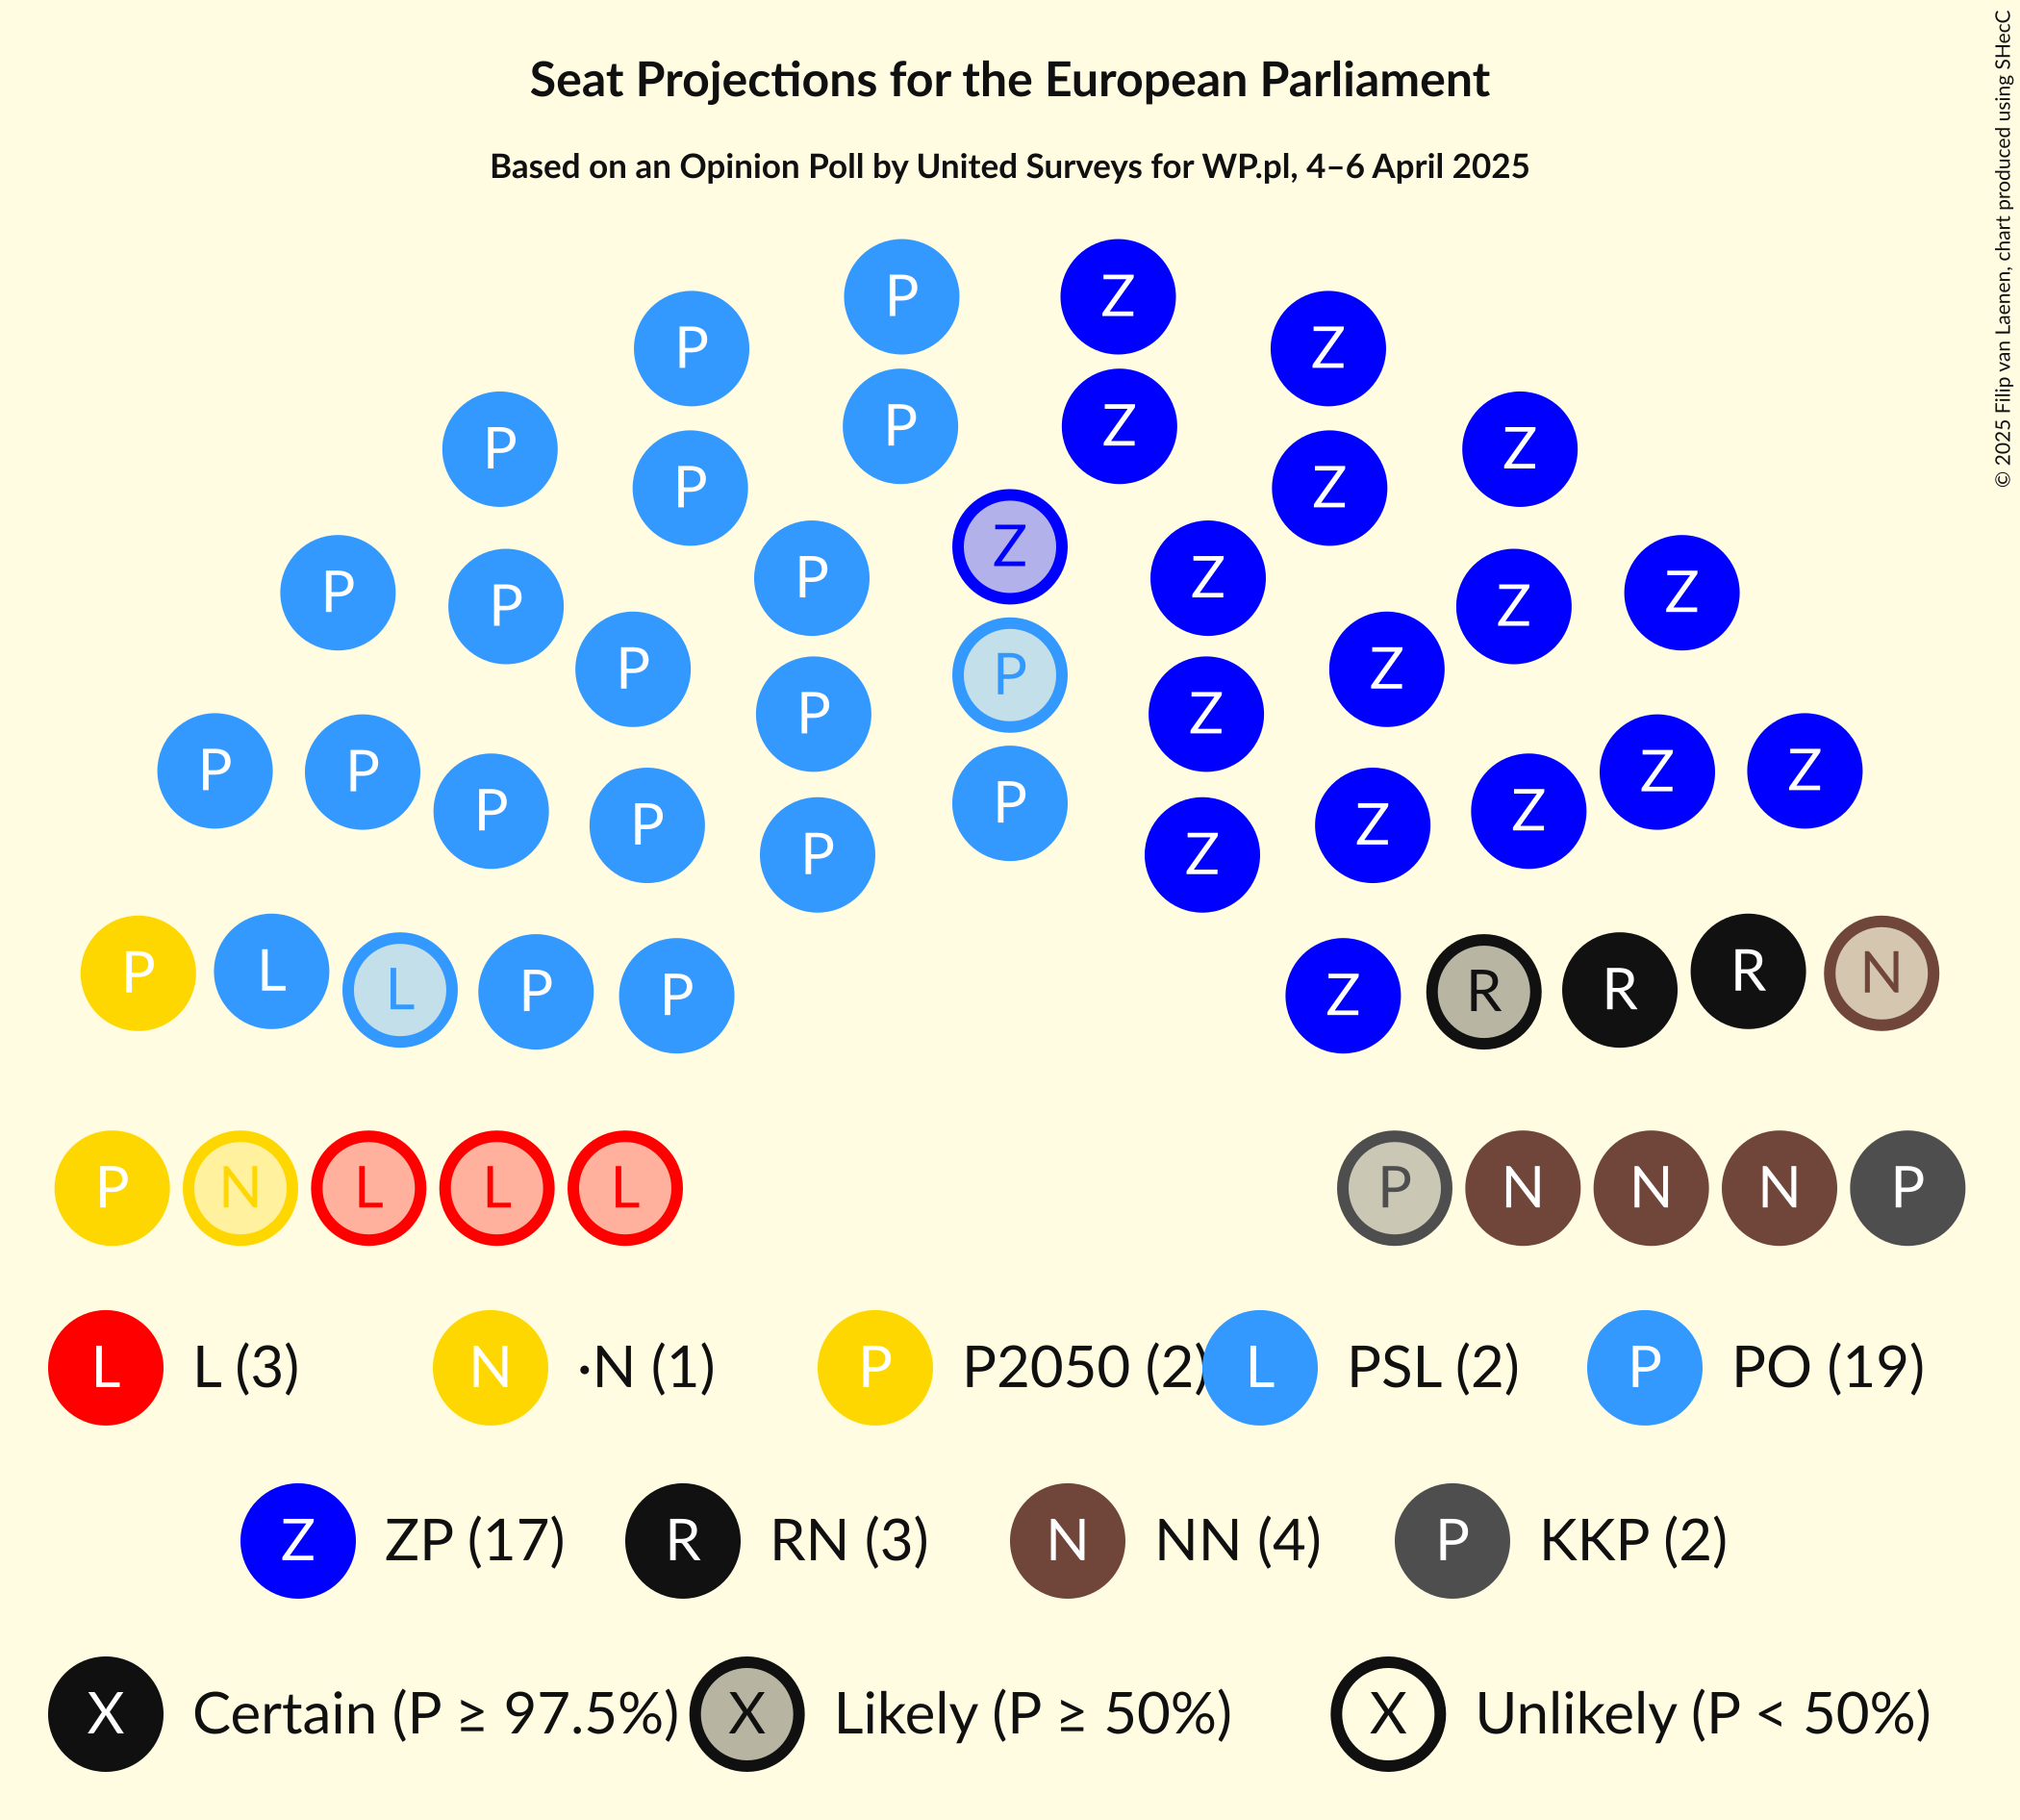 Seat Projections for the European Parliament
Based on an Opinion Poll by United Surveys for WP.pl, 4–6 April 2025
© 2025 Filip van Laenen, chart produced using SHecC
P Z
P Z
P Z
P Z
P Z
P Z
Z
P Z
P Z
P Z
P Z
P
P Z
P Z
P Z
P Z
P
P Z
P Z
P L L P P Z R R R N
P N L L L P N N N P
L L (3) N ·N (1) P P2050 (2) L PSL (2) P PO (19)
Z ZP (17) R RN (3) N NN (4) P KKP (2)
X Certain (P ≥ 97.5%) X Likely (P ≥ 50%) X Unlikely (P < 50%)